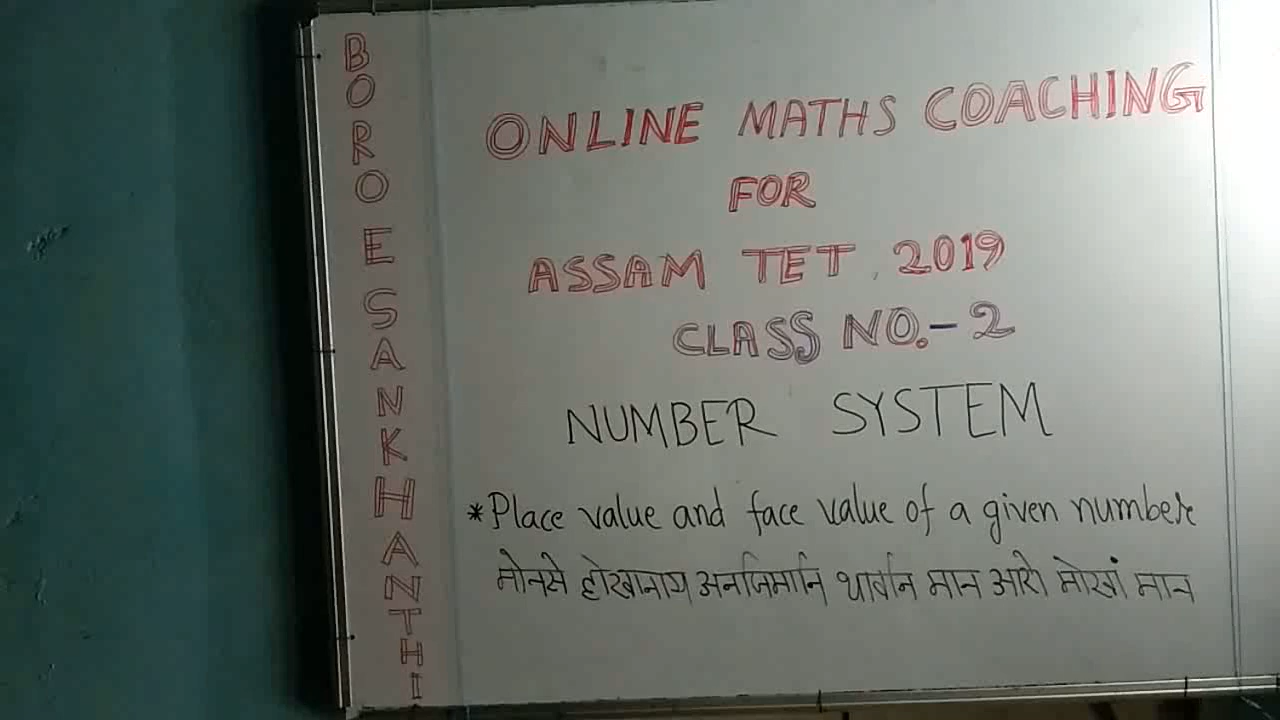 BORO E SANKHANTHI
ONLINE MATHS COACHING
FOR
ASSAM TET, 2019
CLASS NO.- 2
NUMBER SYSTEM
*Place value and face value of a given number
मोनसे होखानाय अनजिमानि थावनि मान आरो मोखां मान